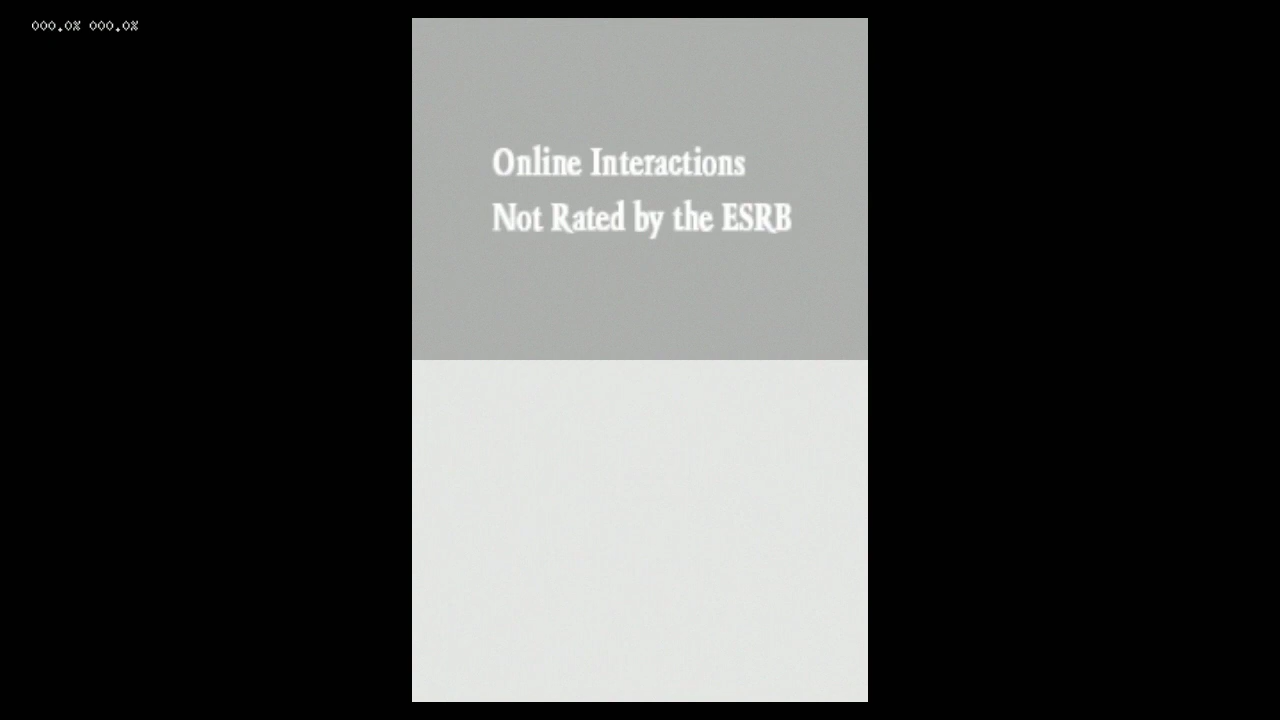 000.0% 000.0%
Online Interactions
Not Rated by the ESRB